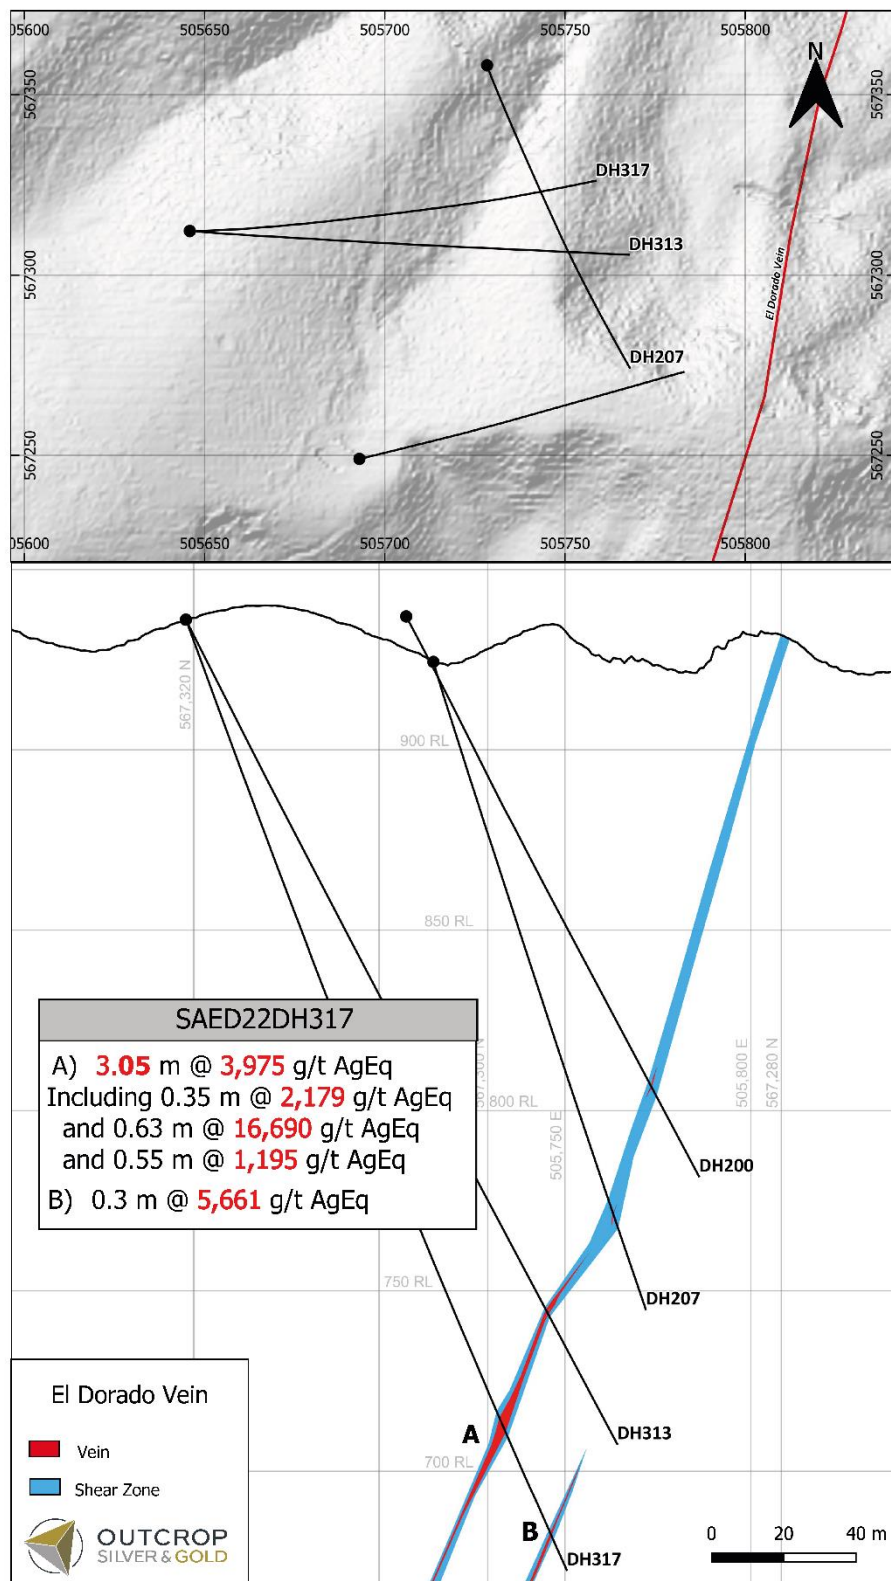 505600
505650
505700
505750
505800
N
567350
567350
DH317
DH313
567300
567300
El Dorado Vein
DH207
567250
567250
505600
505650
505700
505750
505800
567,320 N
900 RL
850 RL
SAED22DH317
A) 3.05 m @ 3,975 g/t AgEq
Including 0.35 m @ 2,179 g/t AgEq
and 0.63 m @ 16,690 g/t AgEq
and 0.55 m @ 1,195 g/t AgEq
B) 0.3 m @ 5,661 g/t AgEq
567,300 N
505,800 E
567,280 N
800 RL
505,750 E
DH200
750 RL
DH207
El Dorado Vein
Vein
Shear Zone
OUTCROP
SILVER & GOLD
A
DH313
700 RL
B
DH317
0 20 40 m